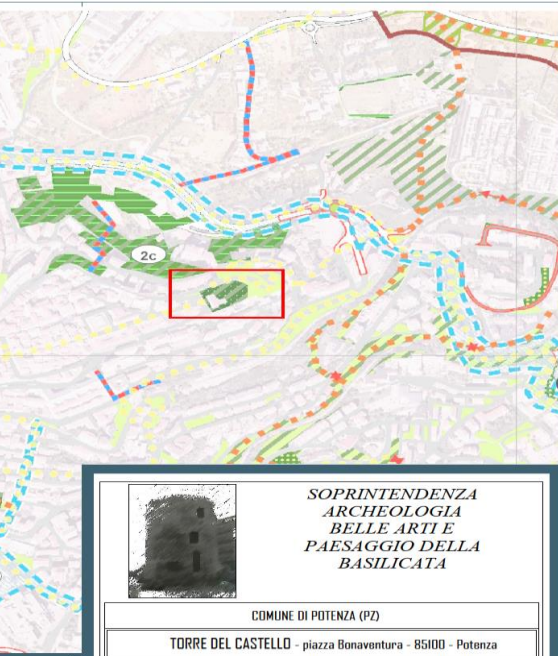 2c
SOPRINTENDENZA
ARCHEOLOGIA
BELLE ARTI E
PAESAGGIO DELLA
BASILICATA
COMUNE DI POTENZA (PZ)
TORRE DEL CASTELLO - piazza Bonaventura - 85100 - Potenza